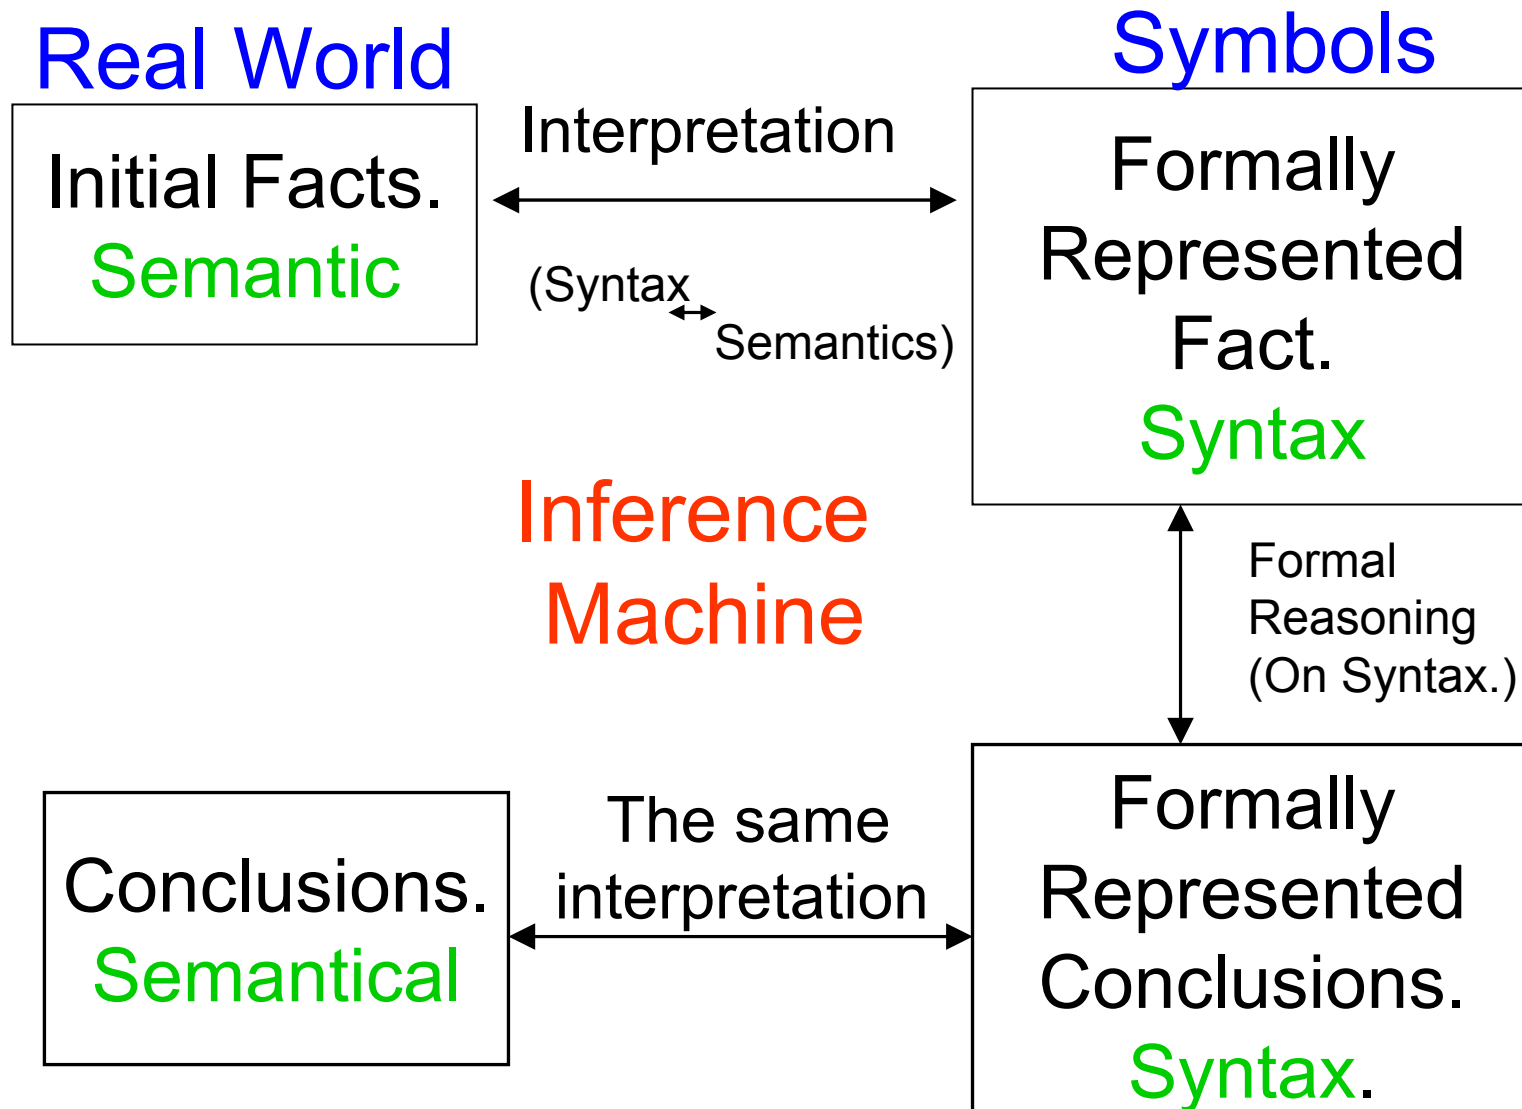 Real World
Symbols
Initial Facts.
Semantic
Interpretation
(Syntax
Semantics)
Formally
Represented
Fact.
Syntax
Inference
Machine
Formal
Reasoning
(On Syntax.)
Conclusions.
Semantical
The same
interpretation
Formally
Represented
Conclusions.
Syntax.